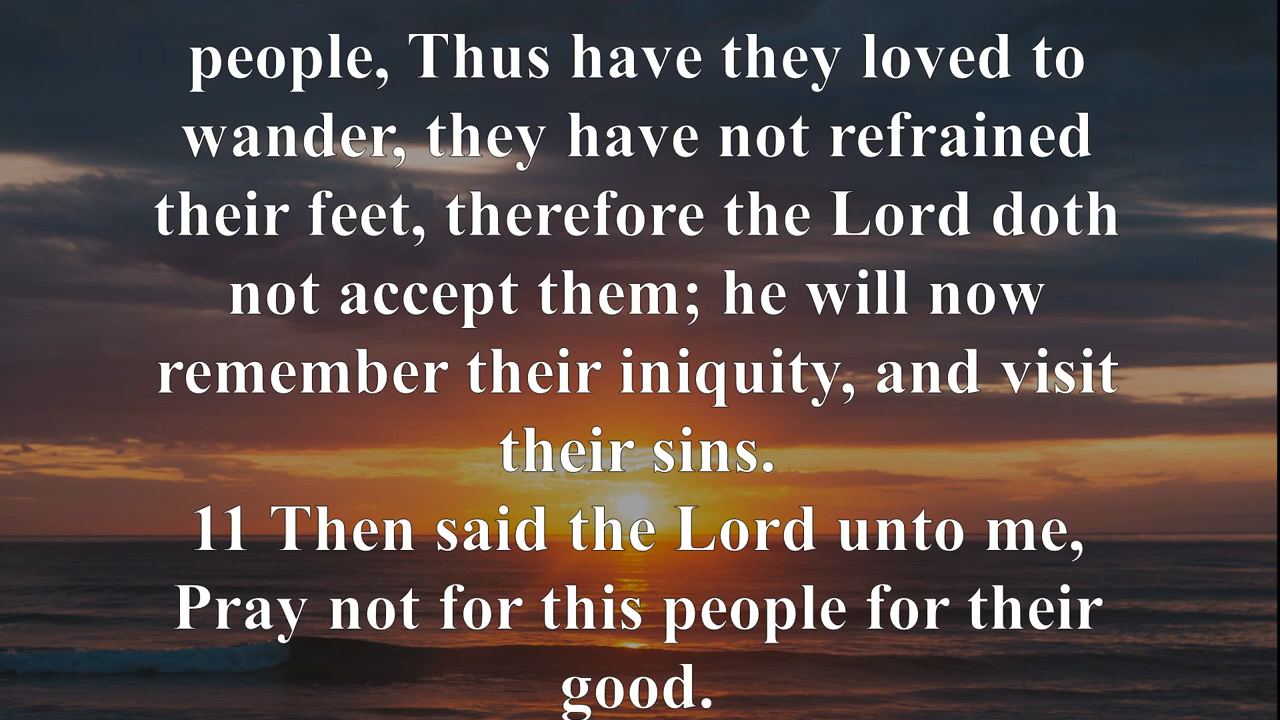 people, Thus have they loved to
wander, they have not refrained
their feet, therefore the Lord doth
not accept them; he will now
remember their iniquity, and visit
their sins.
11 Then said the Lord unto me,
Pray not for this people for their
good.